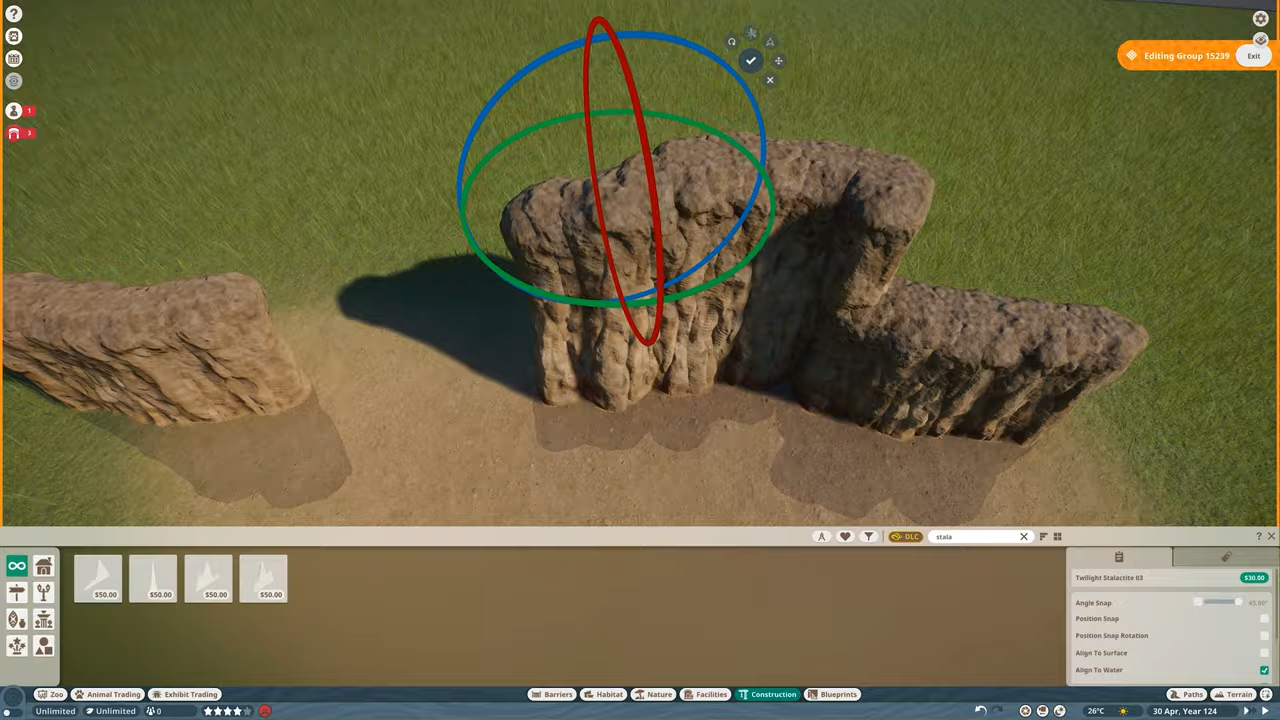 ?
Editing Group 15239
Exit
1
3
DLC
stala
?
$50.00
$50.00
$50.00
$50.00
Twilight Stalactite 03
$30.00
Angle Snap
45.00°
Position Snap
Position Snap Rotation
Align To Surface
Align To Water
Zoo
Animal Trading
Exhibit Trading
Barriers
Habitat
Nature
Facilities
Construction
Blueprints
Paths
Terrain
Unlimited
Unlimited
0
26°C
30 Apr, Year 124